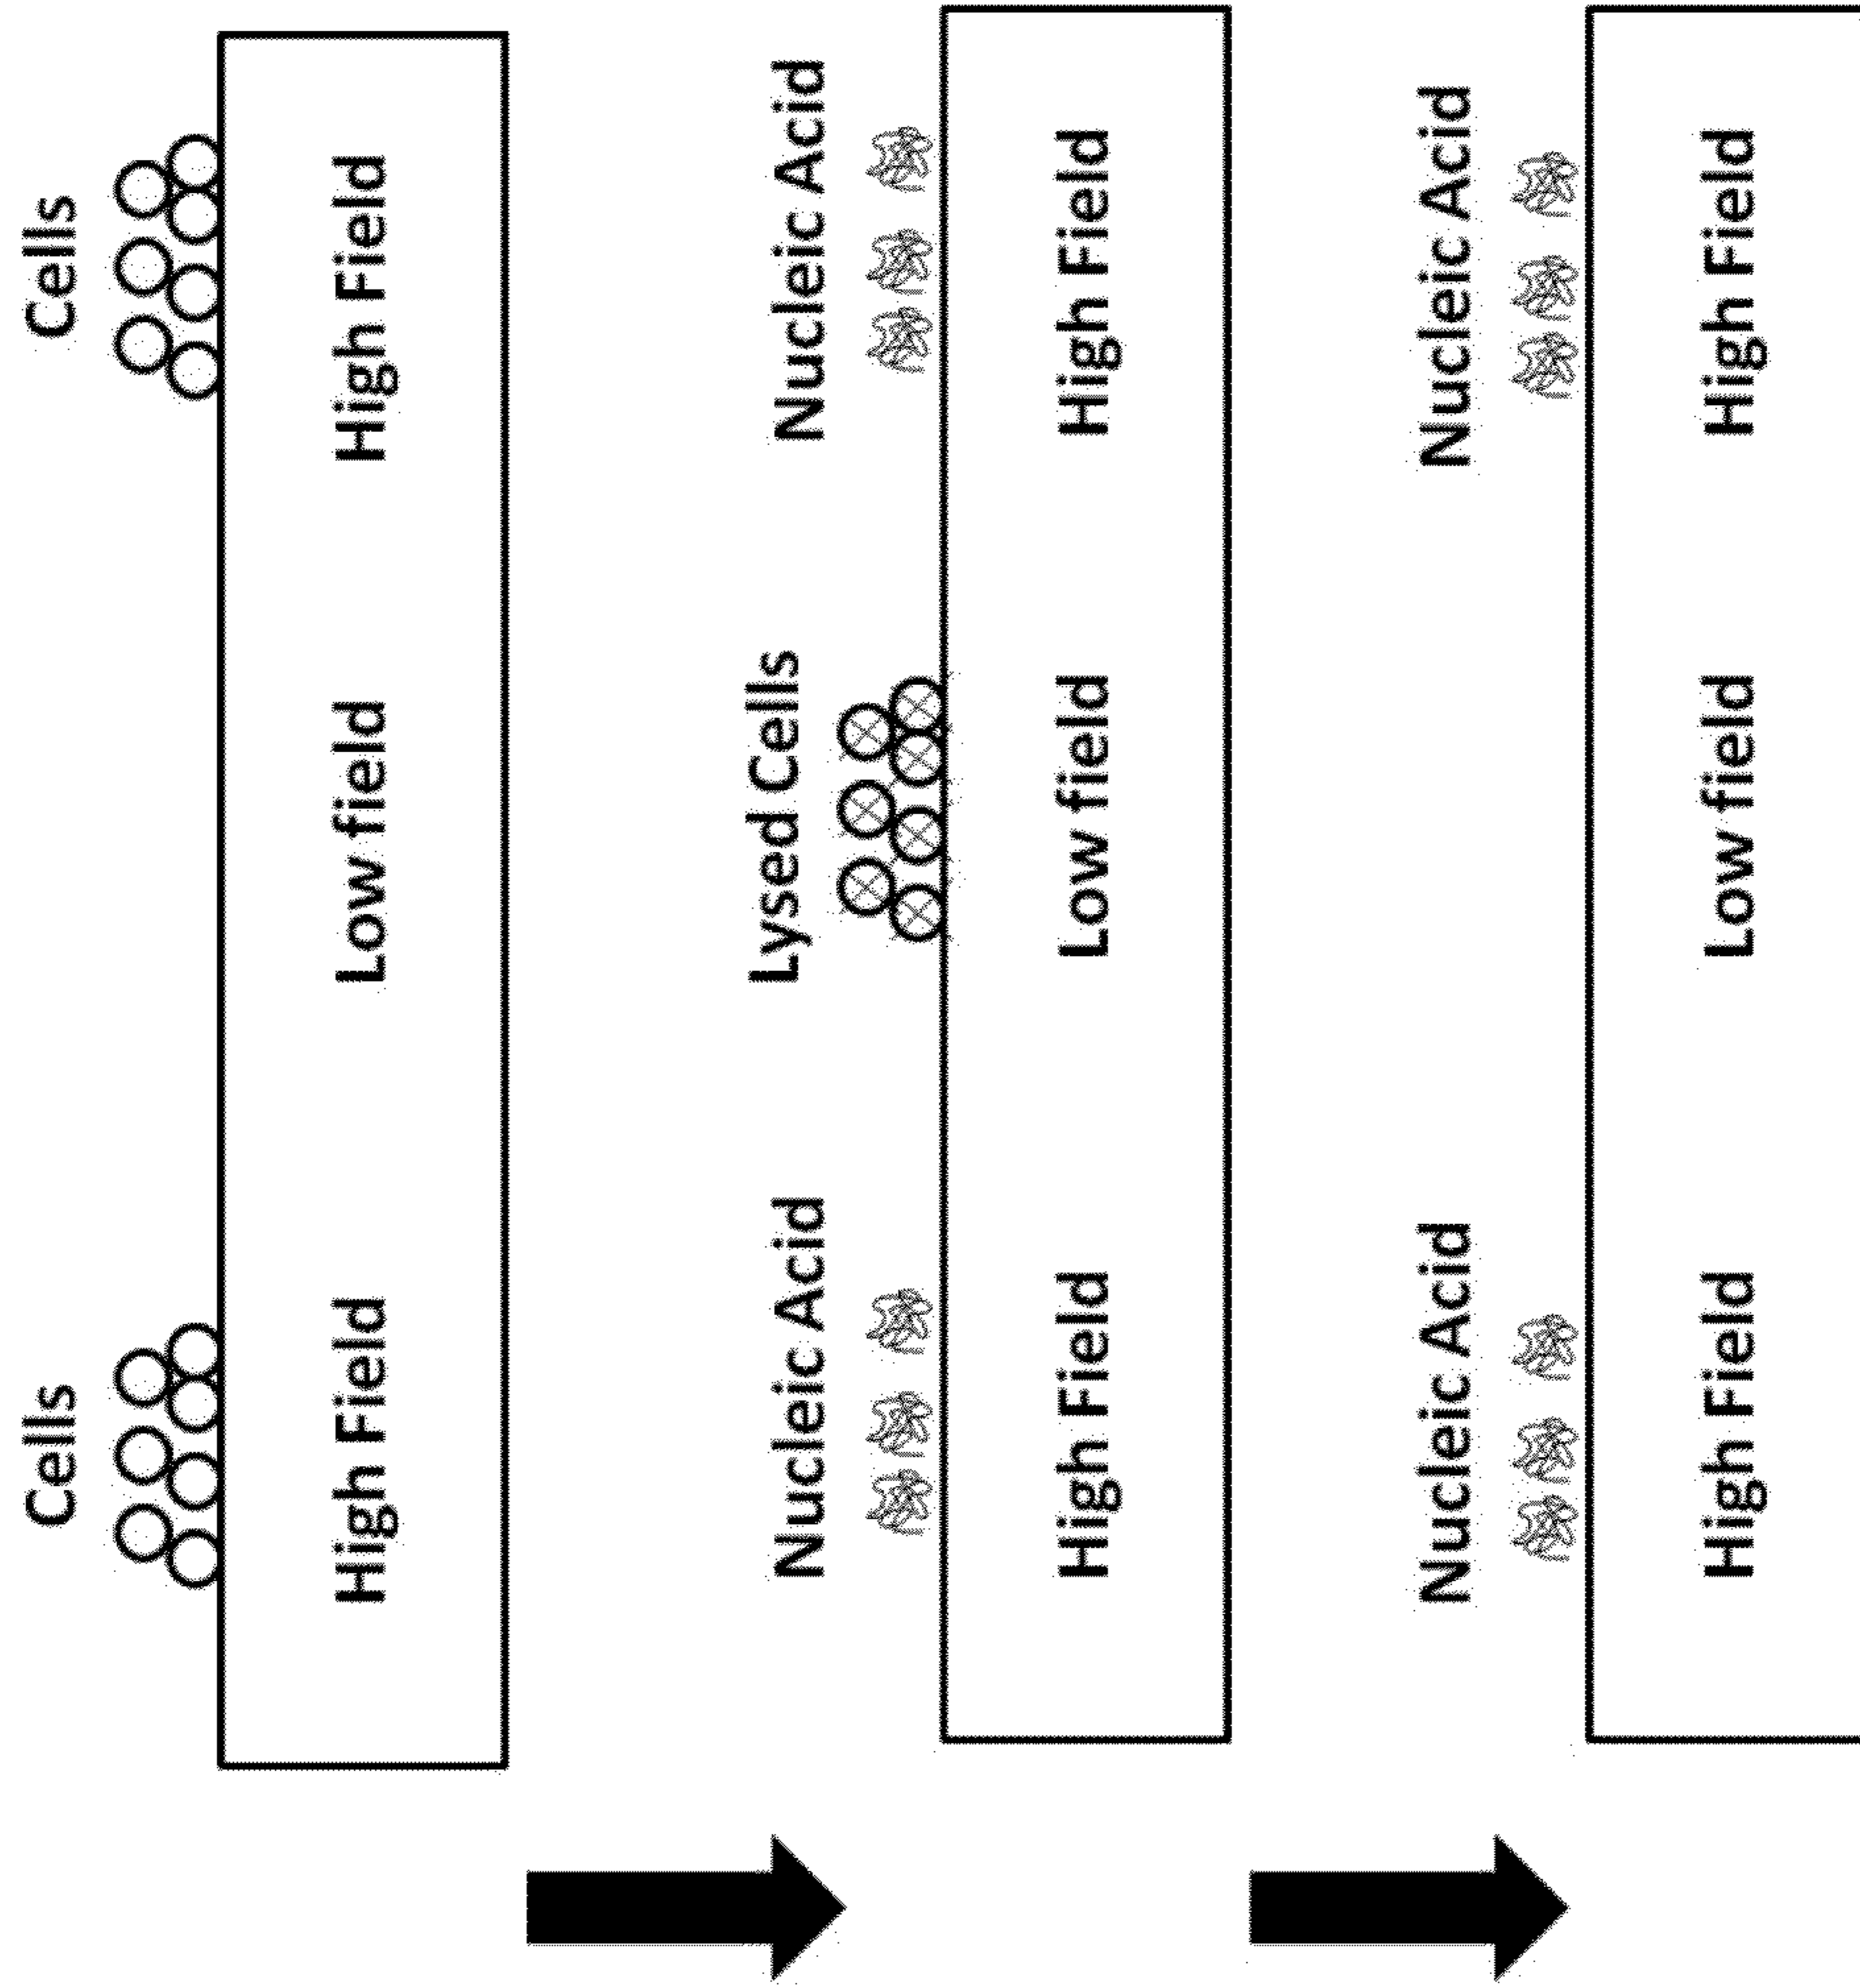 Cells Cells
High Field Low field High Field
Nucleic Acid Lysed Cells Nucleic Acid
High Field Low field High Field
Nucleic Acid Nucleic Acid
High Field Low field High Field